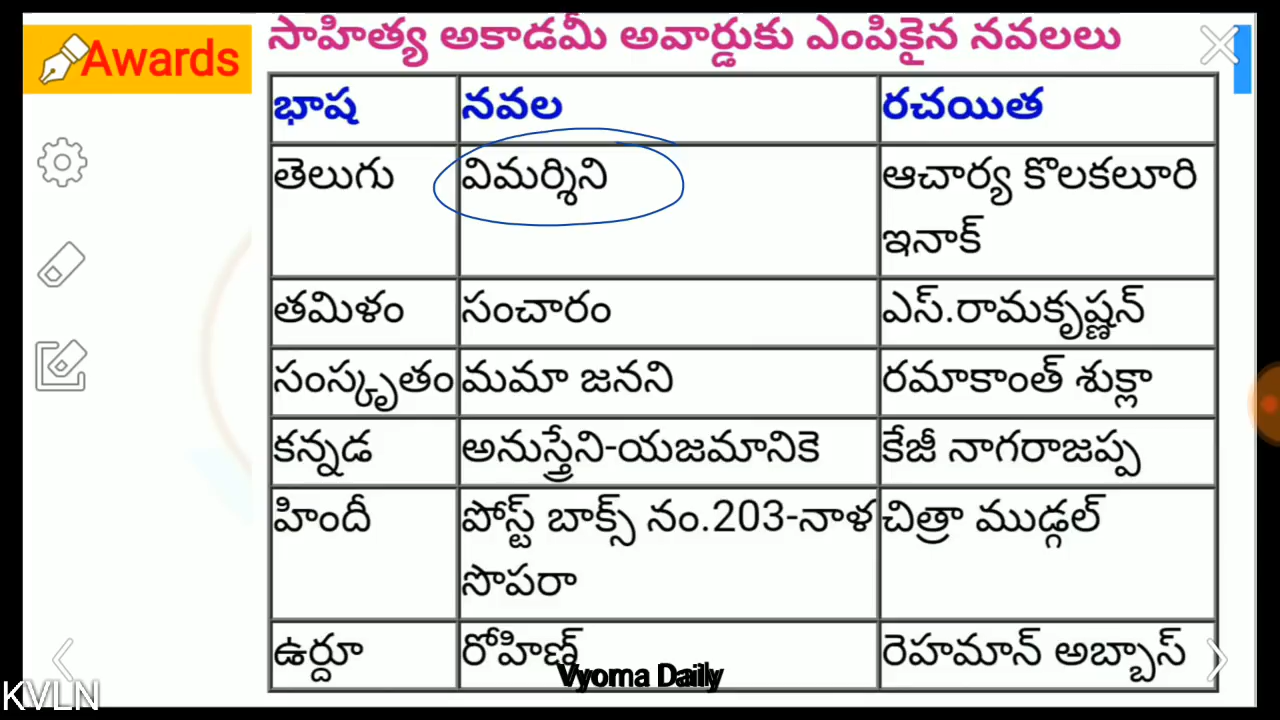 Awards
సాహిత్య అకాడమీ అవార్డుకు ఎంపికైన నవలలు
భాష నవల రచయిత
తెలుగు విమర్శిని ఆచార్య కొలకలూరి
ఇనాక్
తమిళం సంచారం ఎస్.రామకృష్ణన్
సంస్కృతం మమా జనని రమాకాంత్ శుక్లా
కన్నడ అనుస్త్రేని-యజమానికె కేజీ నాగరాజప్ప
హిందీ పోస్ట్ బాక్స్ నం.203-నాళ చిత్రా ముడ్గల్
సొపరా
ఉర్దూ రోహిణ్ రెహమాన్ అబ్బాస్
Vyoma Daily
KVLN